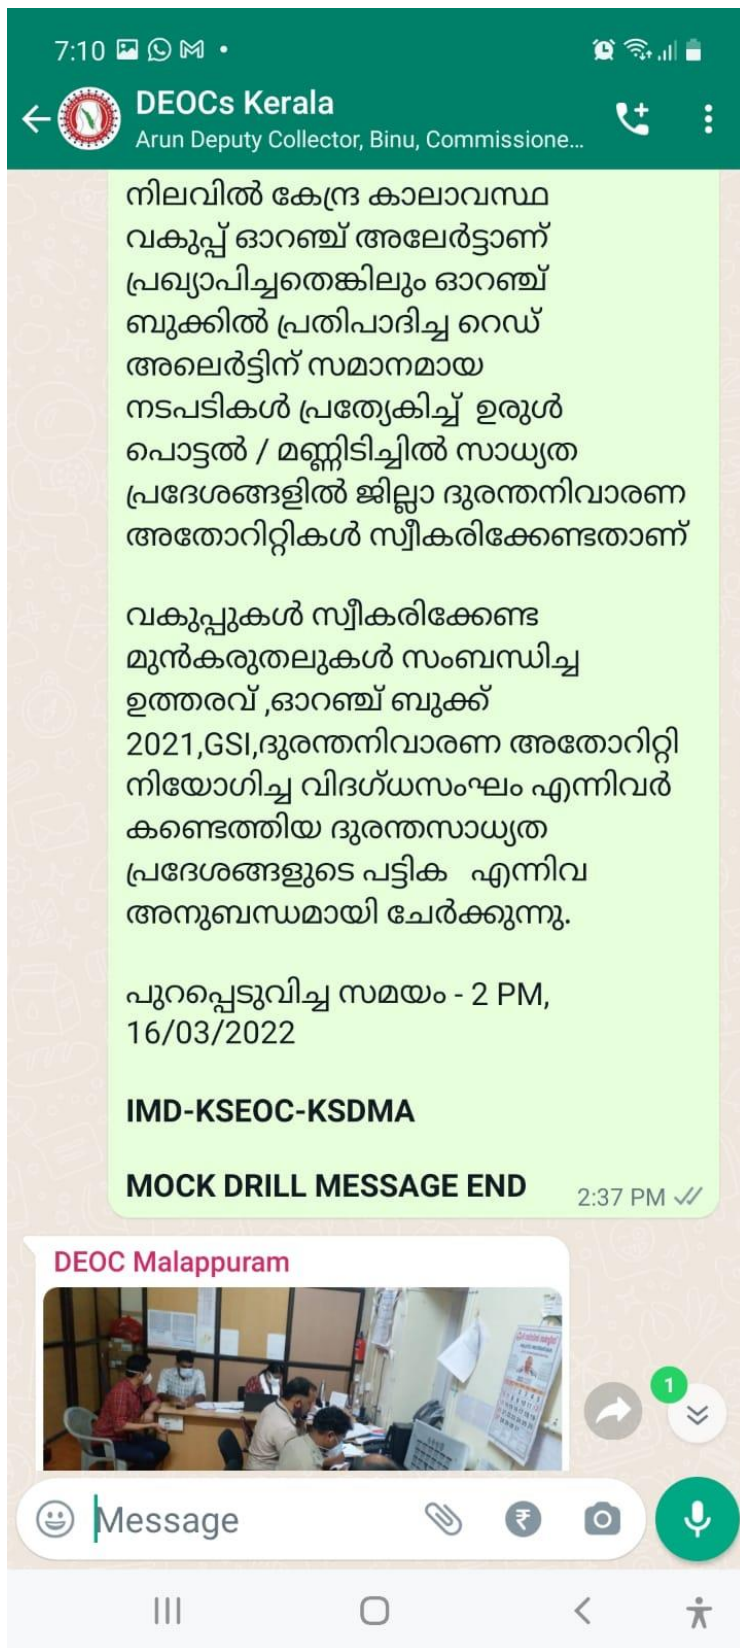 7:10
DEOCs Kerala
Arun Deputy Collector, Binu, Commissione...
നിലവിൽ കേന്ദ്ര കാലാവസ്ഥ
വകുപ്പ് ഓറഞ്ച് അലേർട്ടാണ്
പ്രഖ്യാപിച്ചതെങ്കിലും ഓറഞ്ച്
ബുക്കിൽ പ്രതിപാദിച്ച റെഡ്
അലെർട്ടിന് സമാനമായ
നടപടികൾ പ്രത്യേകിച്ച് ഉരുൾ
പൊട്ടൽ / മണ്ണിടിച്ചിൽ സാധ്യത
പ്രദേശങ്ങളിൽ ജില്ലാ ദുരന്തനിവാരണ
അതോറിറ്റികൾ സ്വീകരിക്കേണ്ടതാണ്
വകുപ്പുകൾ സ്വീകരിക്കേണ്ട
മുൻകരുതലുകൾ സംബന്ധിച്ച
ഉത്തരവ് ,ഓറഞ്ച് ബുക്ക്
2021,GSI,ദുരന്തനിവാരണ അതോറിറ്റി
നിയോഗിച്ച വിദഗ്ധസംഘം എന്നിവർ
കണ്ടെത്തിയ ദുരന്തസാധ്യത
പ്രദേശങ്ങളുടെ പട്ടിക എന്നിവ
അനുബന്ധമായി ചേർക്കുന്നു.
പുറപ്പെടുവിച്ച സമയം - 2 PM,
16/03/2022
IMD-KSEOC-KSDMA
MOCK DRILL MESSAGE END
2:37 PM
DEOC Malappuram
1
Message